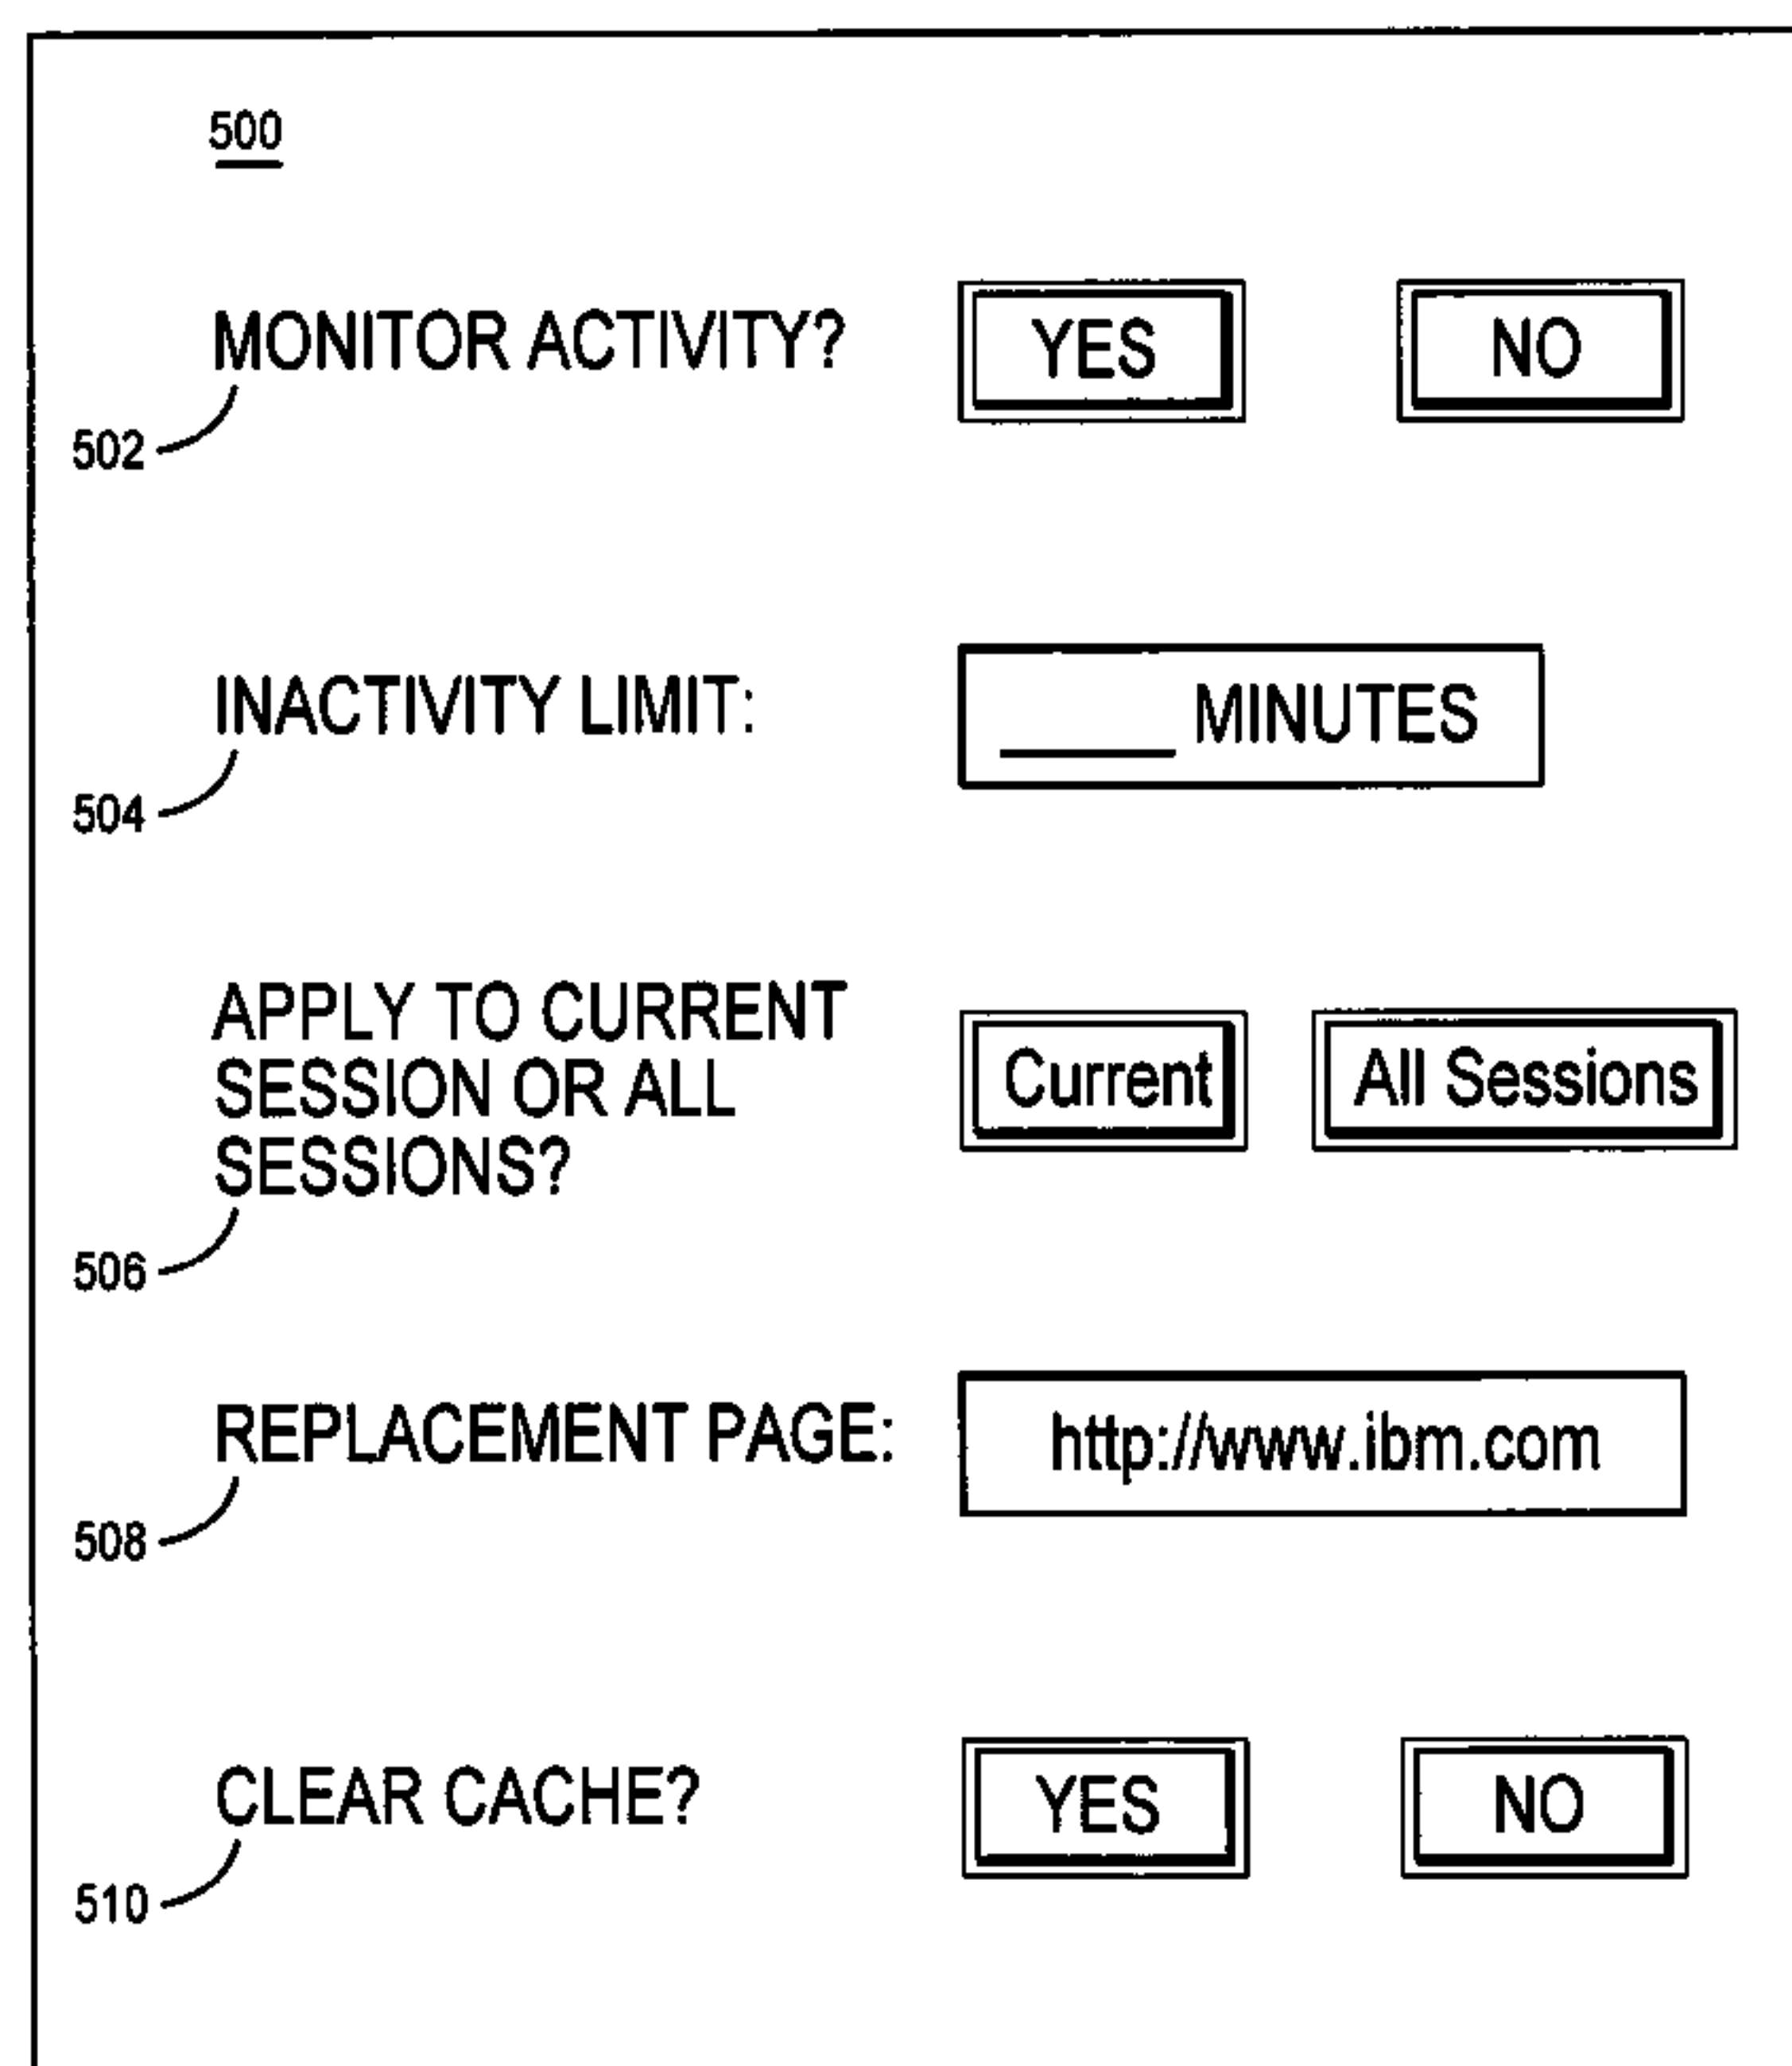 500
MONITOR ACTIVITY? YES NO
502
INACTIVITY LIMIT: ____ MINUTES
504
APPLY TO CURRENT
SESSION OR ALL
SESSIONS?
Current All Sessions
506
REPLACEMENT PAGE: http://www.ibm.com
508
CLEAR CACHE? YES NO
510